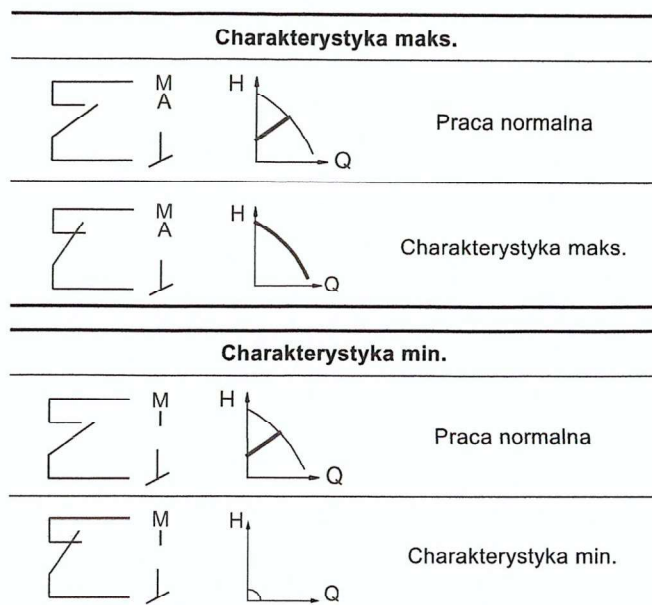 Charakterystyka maks.
M
A
H
Q
Praca normalna
M
A
H
Q
Charakterystyka maks.
Charakterystyka min.
M
I
H
Q
Praca normalna
M
I
H
Q
Charakterystyka min.